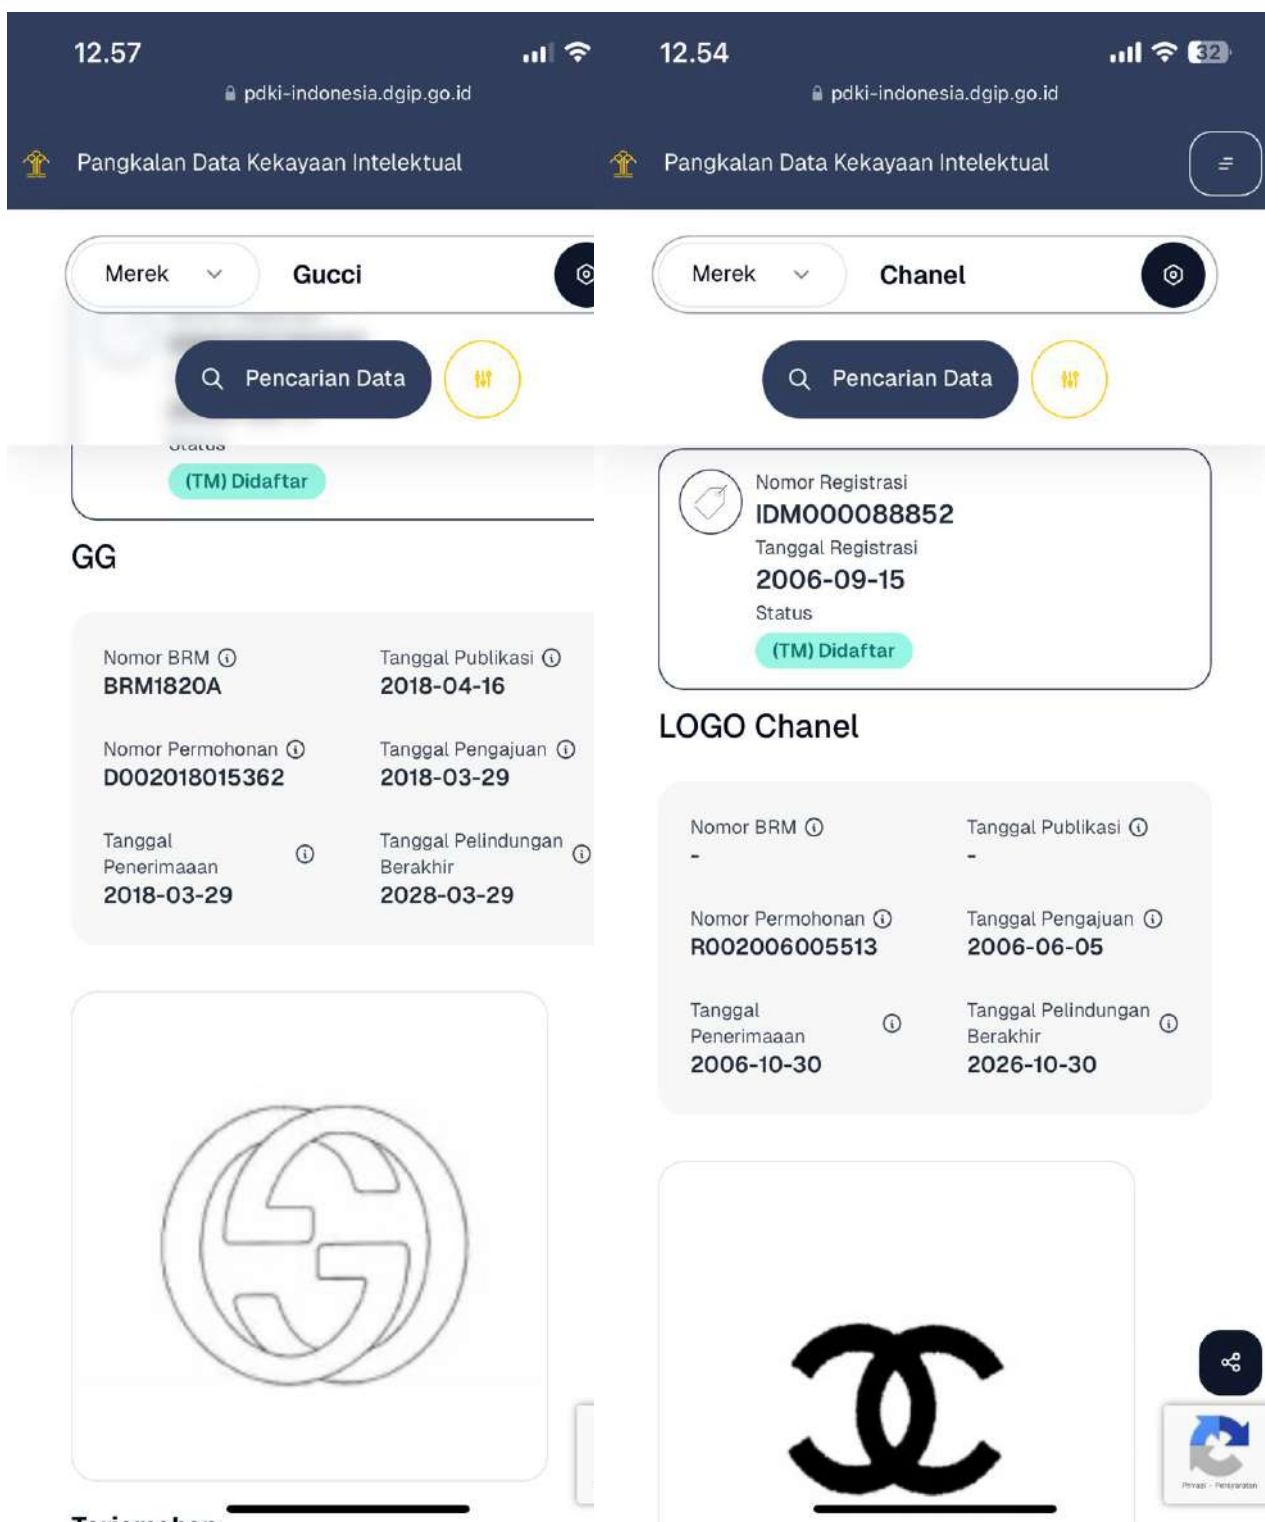 12.57
pdki-indonesia.dgip.go.id
Pangkalan Data Kekayaan Intelektual
Merek
Gucci
Pencarian Data
Status
(TM) Didaftar
GG
Nomor BRM
Tanggal Publikasi
BRM1820A
2018-04-16
Nomor Permohonan
Tanggal Pengajuan
D002018015362
2018-03-29
Tanggal
Penerimaaan
Tanggal Pelindungan
Berakhir
2018-03-29
2028-03-29
12.54
32
pdki-indonesia.dgip.go.id
Pangkalan Data Kekayaan Intelektual
Merek
Chanel
Pencarian Data
Nomor Registrasi
IDM000088852
Tanggal Registrasi
2006-09-15
Status
(TM) Didaftar
LOGO Chanel
Nomor BRM
Tanggal Publikasi
-
-
Nomor Permohonan
Tanggal Pengajuan
R002006005513
2006-06-05
Tanggal
Penerimaaan
Tanggal Pelindungan
Berakhir
2006-10-30
2026-10-30
Privasi - Persyaratan